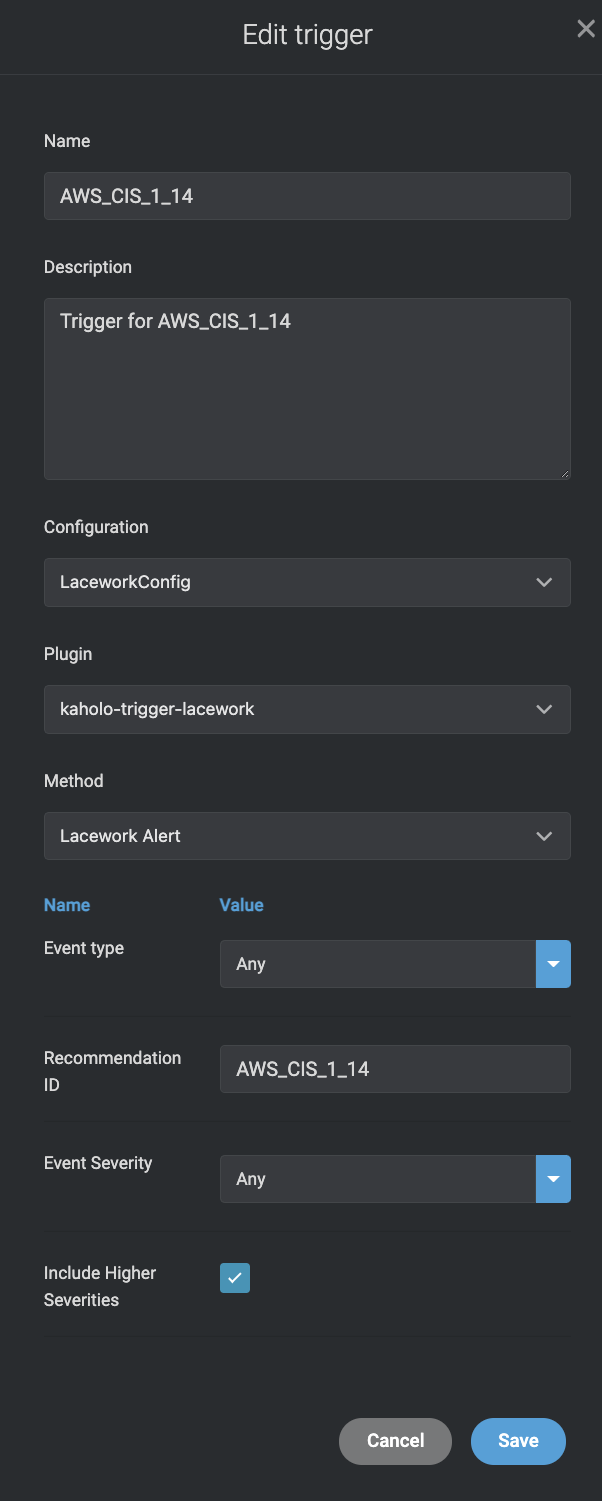 Edit trigger
Name
AWS_CIS_1_14
Description
Trigger for AWS_CIS_1_14
Configuration
LaceworkConfig
Plugin
kaholo-trigger-lacework
Method
Lacework Alert
Name Value
Event type Any
Recommendation
ID
AWS_CIS_1_14
Event Severity Any
Include Higher
Severities
Cancel Save